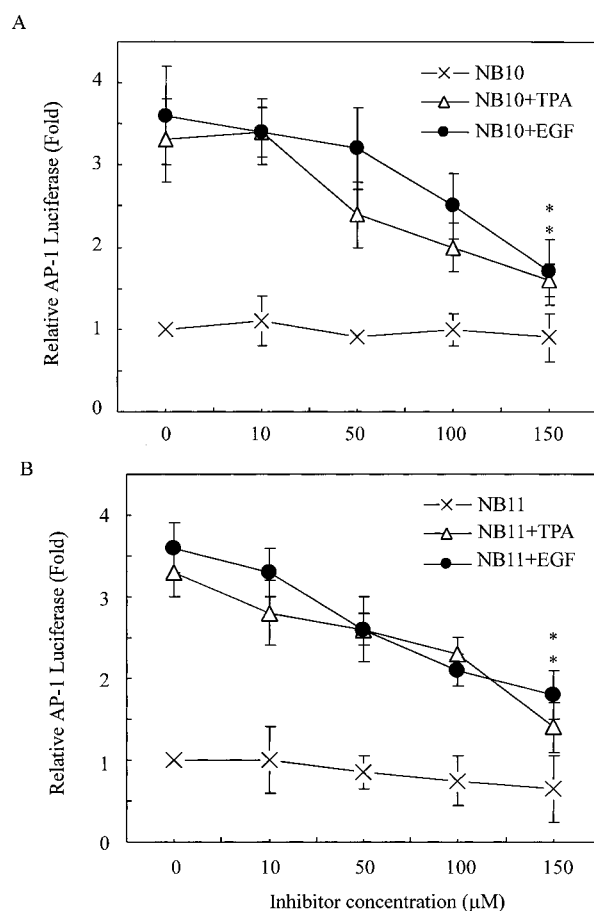 A
Relative AP-1 Luciferase (Fold)
4
3
2
1
0
NB10
NB10+TPA
NB10+EGF
*
*
0 10 50 100 150
B
Relative AP-1 Luciferase (Fold)
4
3
2
1
0
NB11
NB11+TPA
NB11+EGF
*
*
0 10 50 100 150
Inhibitor concentration (μM)